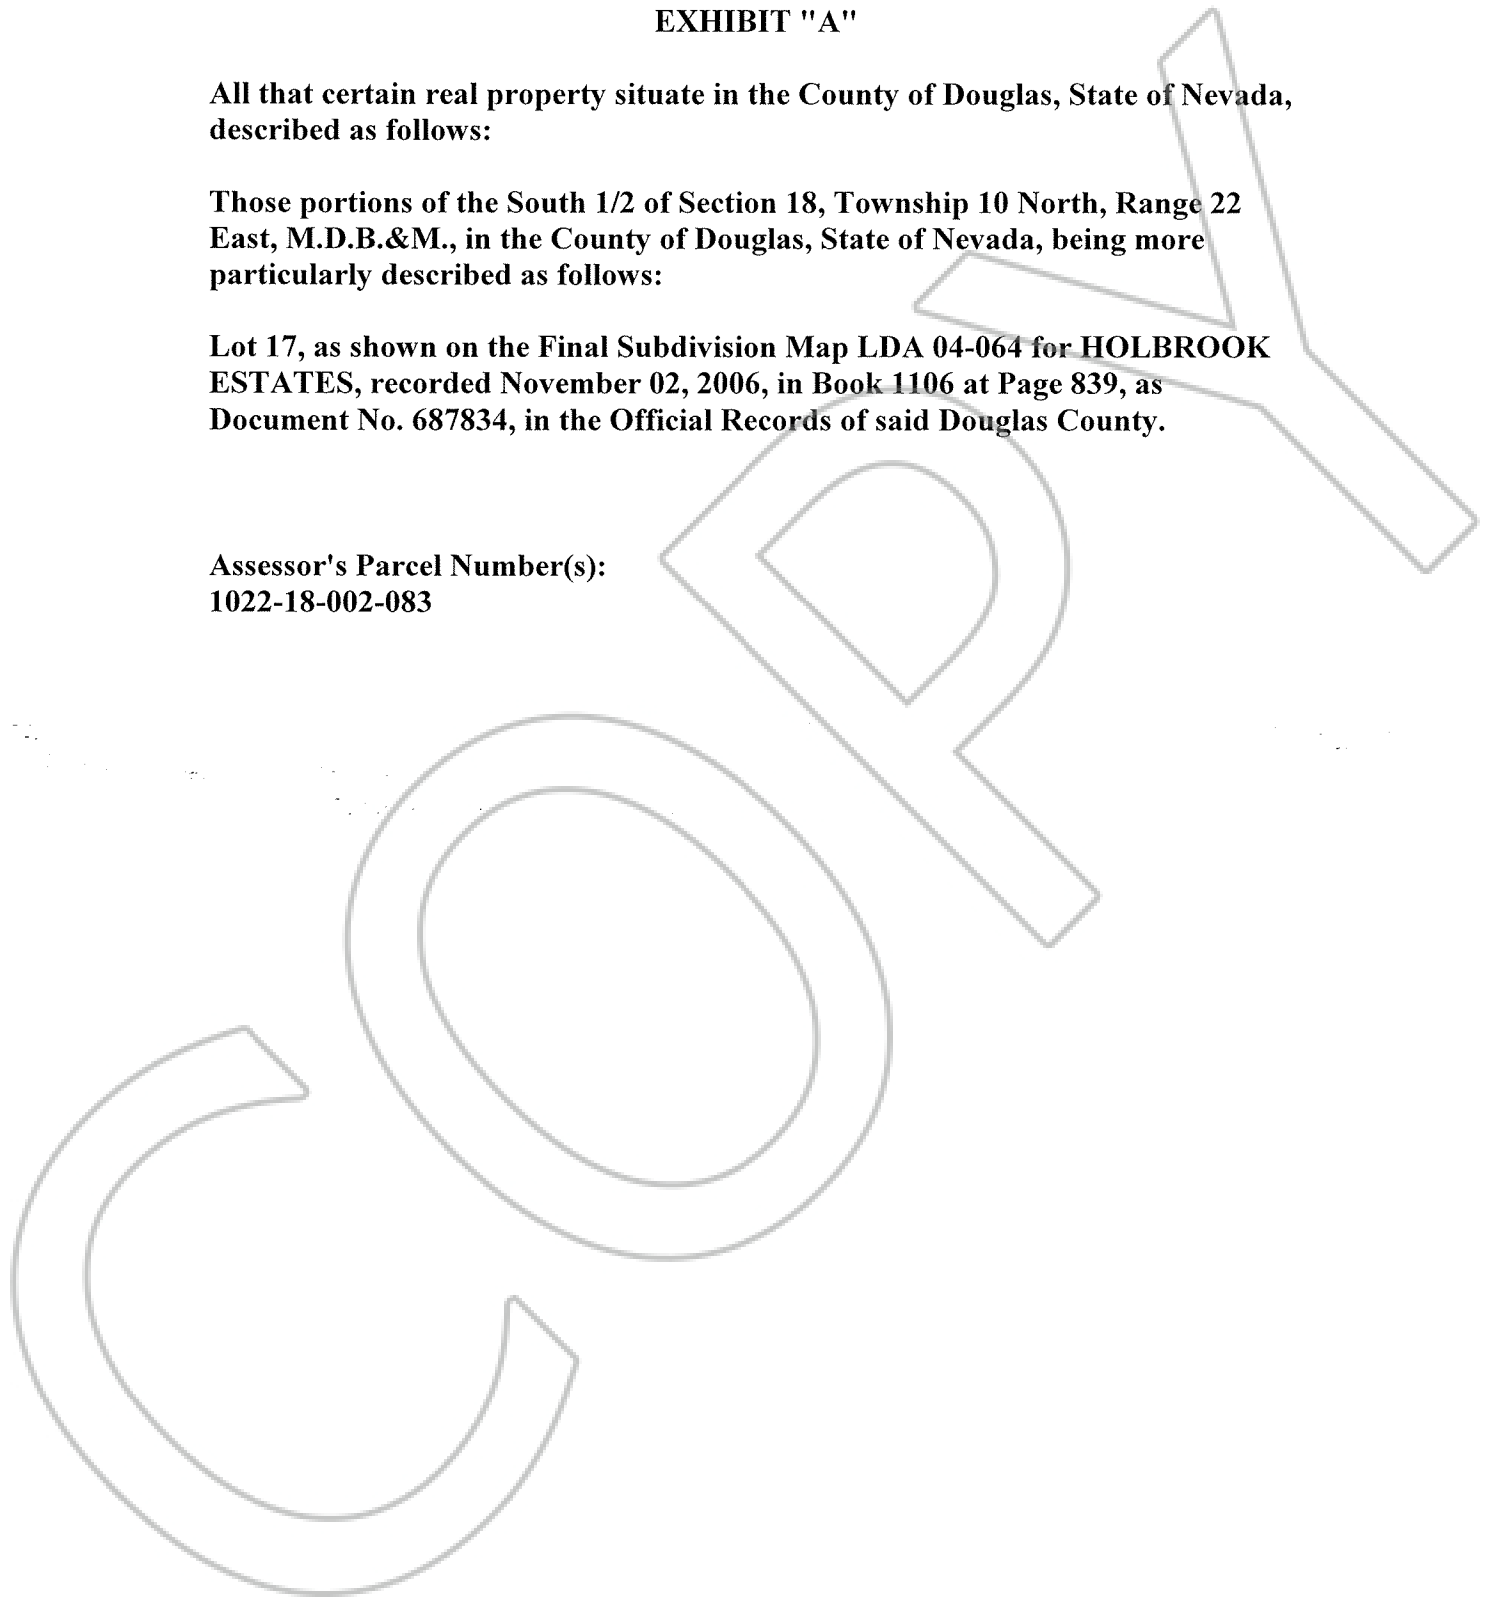 EXHIBIT "A"
All that certain real property situate in the County of Douglas, State of Nevada,
described as follows:
Those portions of the South 1/2 of Section 18, Township 10 North, Range 22
East, M.D.B.&M., in the County of Douglas, State of Nevada, being more
particularly described as follows:
Lot 17, as shown on the Final Subdivision Map LDA 04-064 for HOLBROOK
ESTATES, recorded November 02, 2006, in Book 1106 at Page 839, as
Document No. 687834, in the Official Records of said Douglas County.
Assessor's Parcel Number(s):
1022-18-002-083
COPY